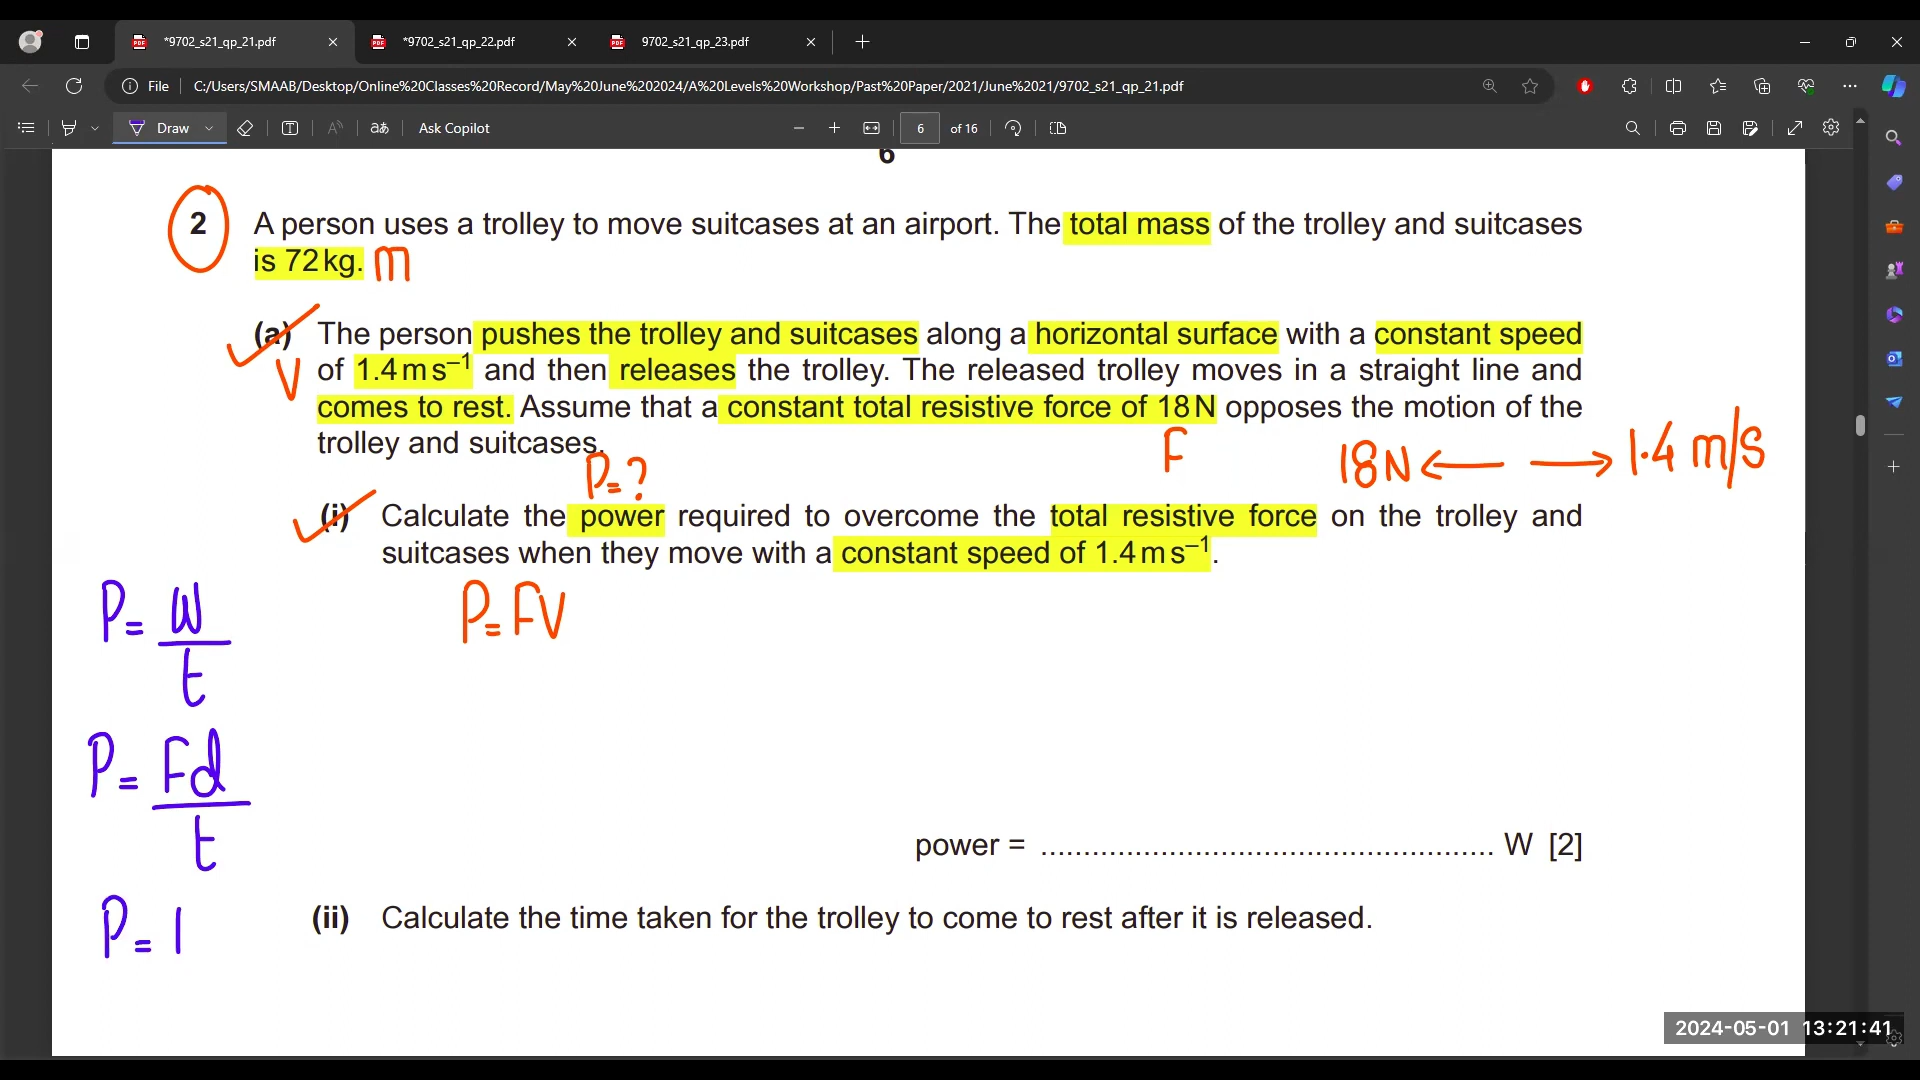 *9702_s21_qp_21.pdf
*9702_s21_qp_22.pdf
9702_s21_qp_23.pdf
File
C:/Users/SMAAB/Desktop/Online%20Classes%20Record/May%20June%202024/A%20Levels%20Workshop/Past%20Paper/2021/June%2021/9702_s21_qp_21.pdf
Draw
Ask Copilot
6 of 16
6
2 A person uses a trolley to move suitcases at an airport. The total mass of the trolley and suitcases
is 72 kg. m
(a) The person pushes the trolley and suitcases along a horizontal surface with a constant speed
V of 1.4 m s⁻¹ and then releases the trolley. The released trolley moves in a straight line and
comes to rest. Assume that a constant total resistive force of 18 N opposes the motion of the
trolley and suitcases.
F
18N ← → 1.4 m/s
P=?
(i) Calculate the power required to overcome the total resistive force on the trolley and
suitcases when they move with a constant speed of 1.4 m s⁻¹.
P=FV
P= W
t
P= Fd
t
power = .................................................... W [2]
P=
(ii) Calculate the time taken for the trolley to come to rest after it is released.
2024-05-01 13:21:41